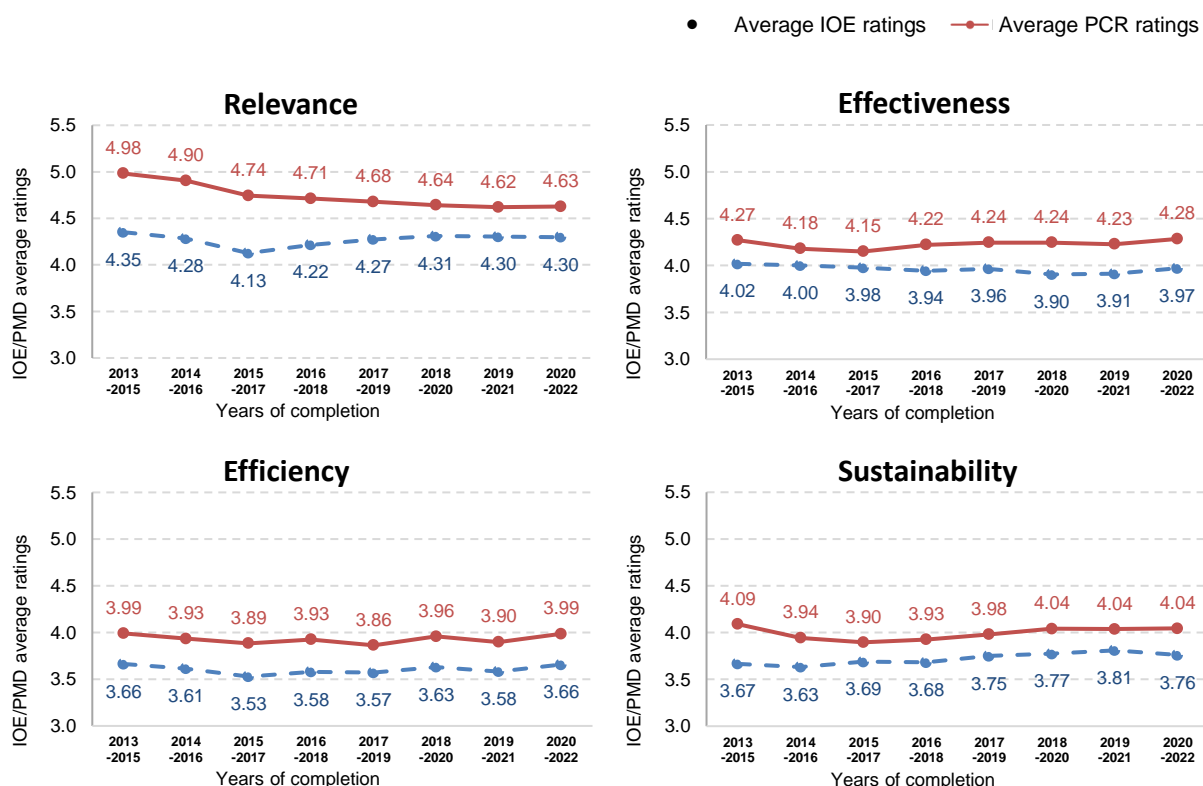 Average IOE ratings Average PCR ratings
Relevance
IOE/PMD average ratings
5.5
5.0
4.5
4.0
3.5
3.0
4.98 4.90 4.74 4.71 4.68 4.64 4.62 4.63
4.35 4.28 4.13 4.22 4.27 4.31 4.30 4.30
2013 2014 2015 2016 2017 2018 2019 2020
-2015 -2016 -2017 -2018 -2019 -2020 -2021 -2022
Years of completion
Effectiveness
IOE/PMD average ratings
5.5
5.0
4.5
4.0
3.5
3.0
4.27 4.18 4.15 4.22 4.24 4.24 4.23 4.28
4.02 4.00 3.98 3.94 3.96 3.90 3.91 3.97
2013 2014 2015 2016 2017 2018 2019 2020
-2015 -2016 -2017 -2018 -2019 -2020 -2021 -2022
Years of completion
Efficiency
IOE/PMD average ratings
5.5
5.0
4.5
4.0
3.5
3.0
3.99 3.93 3.89 3.93 3.86 3.96 3.90 3.99
3.66 3.61 3.53 3.58 3.57 3.63 3.58 3.66
2013 2014 2015 2016 2017 2018 2019 2020
-2015 -2016 -2017 -2018 -2019 -2020 -2021 -2022
Years of completion
Sustainability
IOE/PMD average ratings
5.5
5.0
4.5
4.0
3.5
3.0
4.09 3.94 3.90 3.93 3.98 4.04 4.04 4.04
3.67 3.63 3.69 3.68 3.75 3.77 3.81 3.76
2013 2014 2015 2016 2017 2018 2019 2020
-2015 -2016 -2017 -2018 -2019 -2020 -2021 -2022
Years of completion